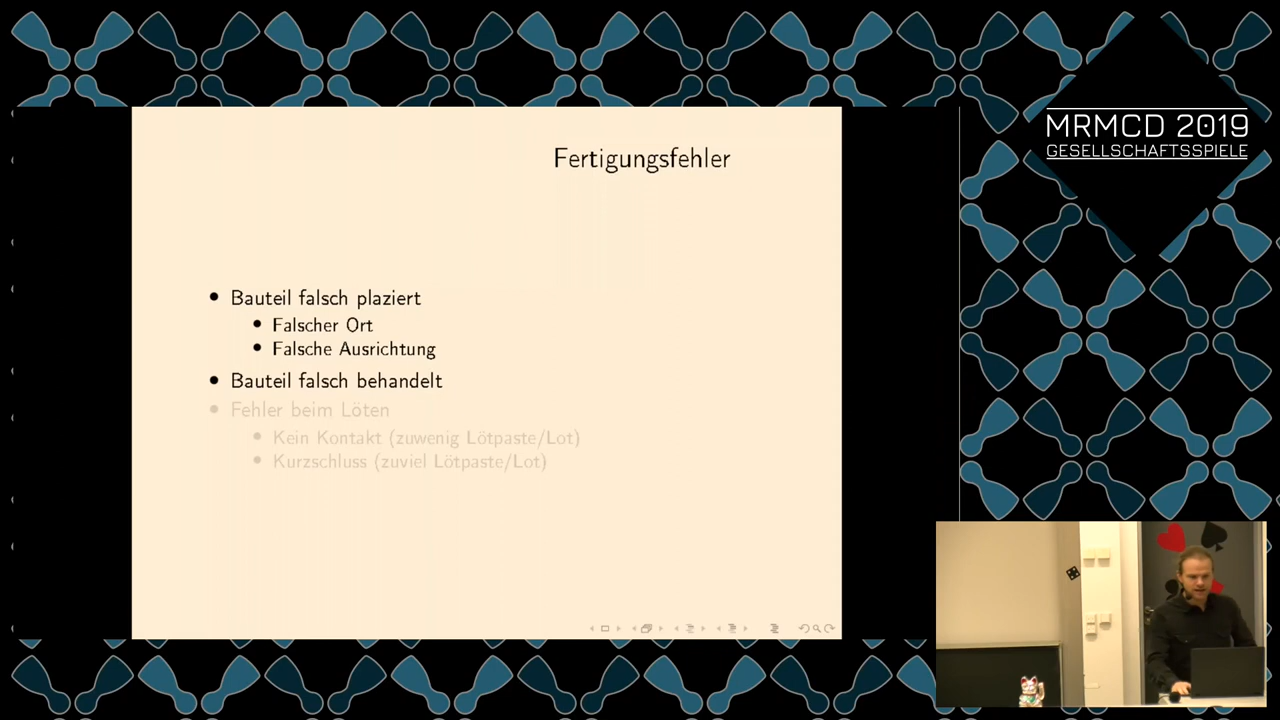 MRMCD 2019
GESELLSCHAFTSSPIELE
Fertigungsfehler
Bauteil falsch plaziert
Falscher Ort
Falsche Ausrichtung
Bauteil falsch behandelt
Fehler beim Löten
Kein Kontakt (zuwenig Lötpaste/Lot)
Kurzschluss (zuviel Lötpaste/Lot)